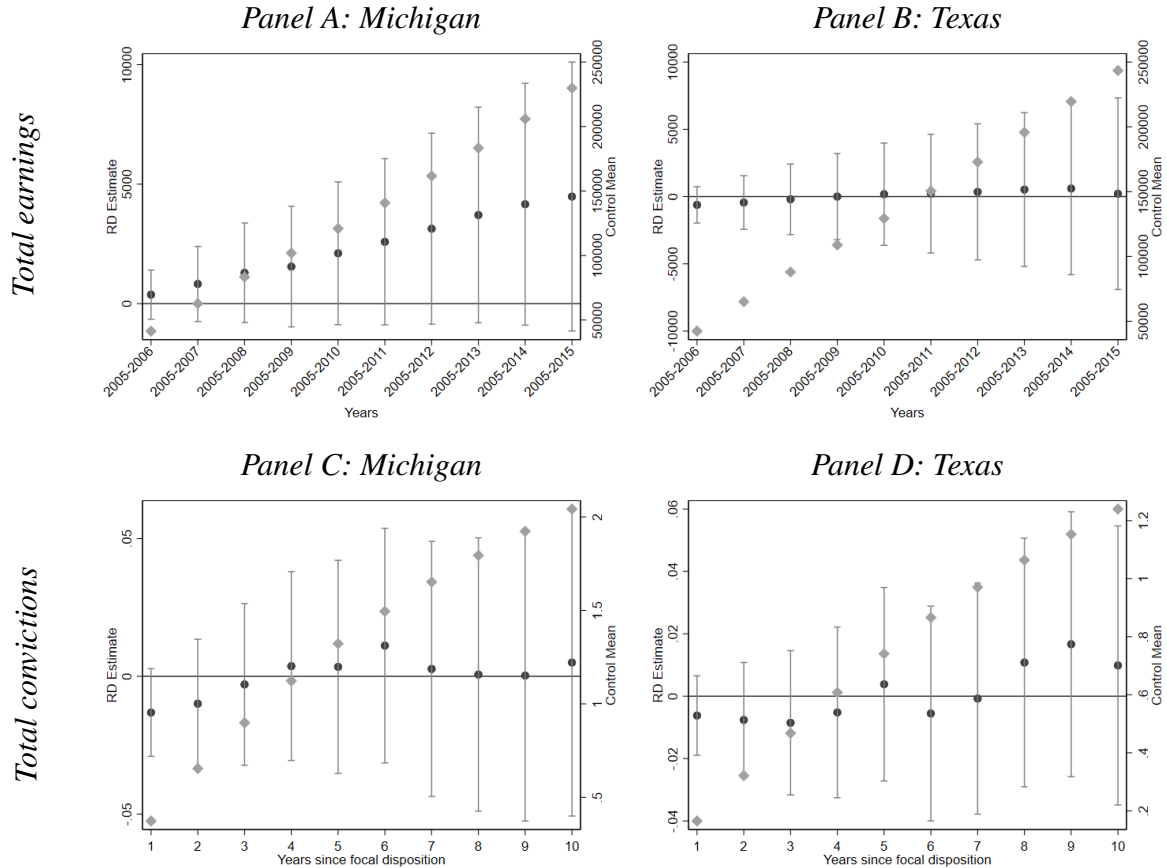 Panel A: Michigan
Total earnings
RD Estimate
10000
5000
0
250000
200000
150000
100000
50000
Control Mean
2005-2006
2005-2007
2005-2008
2005-2009
2005-2010
2005-2011
2005-2012
2005-2013
2005-2014
2005-2015
Years
Panel B: Texas
RD Estimate
10000
5000
0
-5000
-10000
250000
200000
150000
100000
50000
Control Mean
2005-2006
2005-2007
2005-2008
2005-2009
2005-2010
2005-2011
2005-2012
2005-2013
2005-2014
2005-2015
Years
Panel C: Michigan
Total convictions
RD Estimate
.05
0
-.05
2
1.5
1
.5
Control Mean
1 2 3 4 5 6 7 8 9 10
Years since focal disposition
Panel D: Texas
RD Estimate
.06
.04
.02
0
-.02
-.04
1.2
1
.8
.6
.4
.2
Control Mean
1 2 3 4 5 6 7 8 9 10
Years since focal disposition